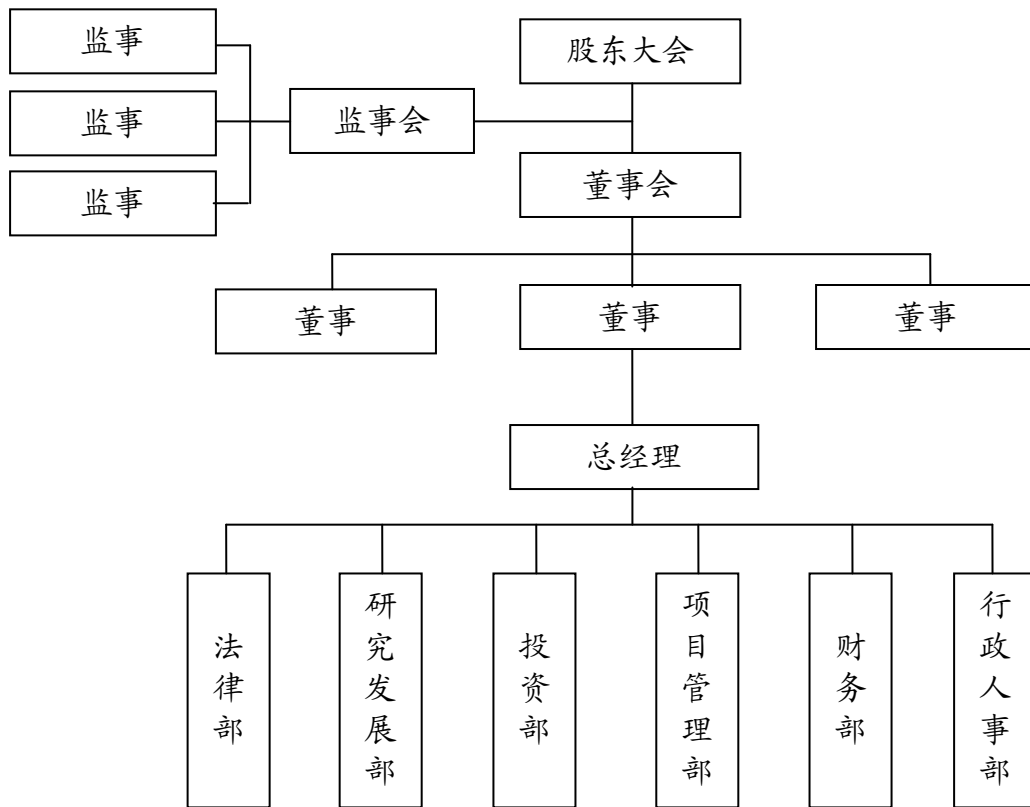 监事
股东大会
监事
监事会
监事
董事会
董事
董事
董事
总经理
法律部
研究发展部
投资部
项目管理部
财务部
行政人事部